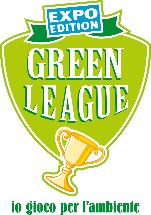 EXPO
EDITION
GREEN
LEAGUE
io gioco per l'ambiente